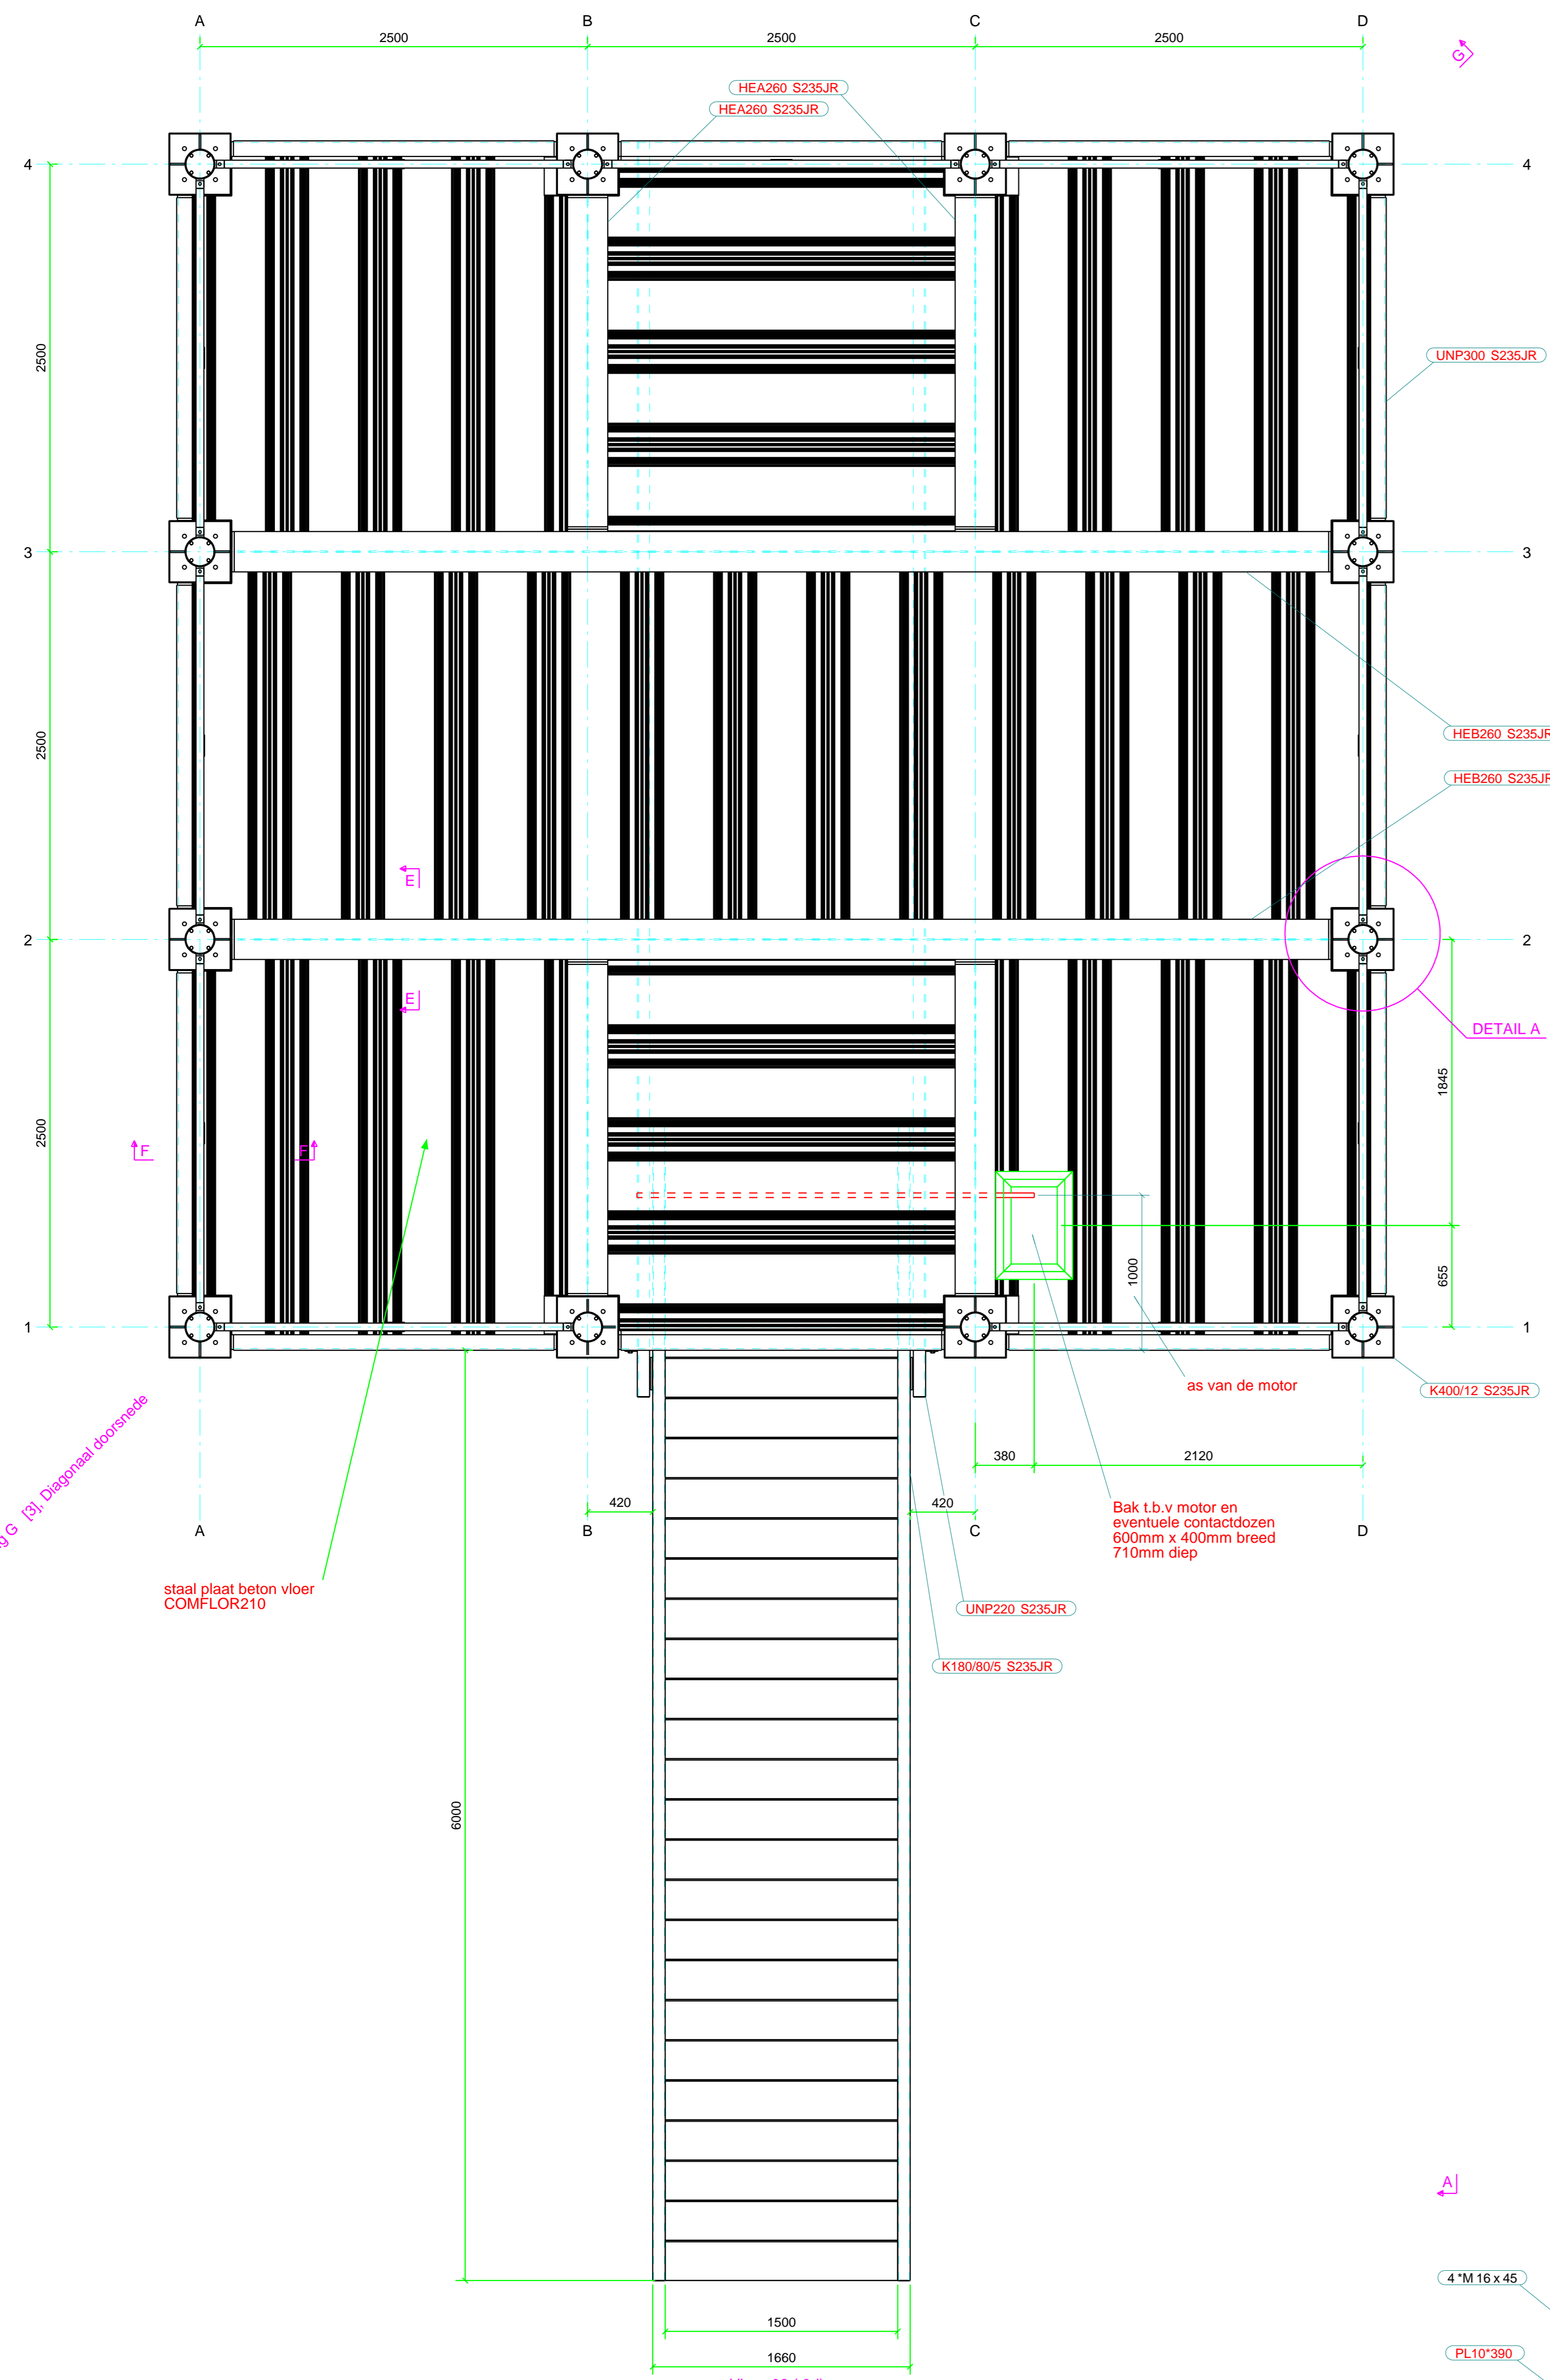 A
B
C
D
2500
2500
2500
G
HEA260 S235JR
HEA260 S235JR
4
4
2500
UNP300 S235JR
3
3
2500
HEB260 S235JR
HEB260 S235JR
E
2
2
E
DETAIL A
1845
2500
F
F
1000
655
1
1
as van de motor
K400/12 S235JR
G [3], Diagonaal doorsnede
380
2120
420
420
A
B
C
D
Bak t.b.v motor en
eventuele contactdozen
600mm x 400mm breed
710mm diep
staal plaat beton vloer
COMFLOR210
UNP220 S235JR
K180/80/5 S235JR
6000
A
4 *M 16 x 45
1500
PL10*390
1660